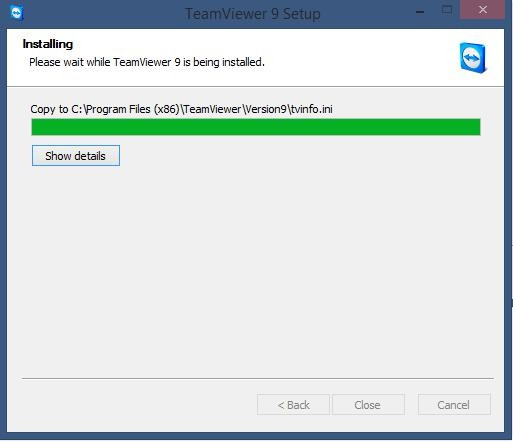 TeamViewer 9 Setup
Installing
Please wait while TeamViewer 9 is being installed.
Copy to C:\Program Files (x86)\TeamViewer\Version9\tvinfo.ini
Show details
< Back
Close
Cancel